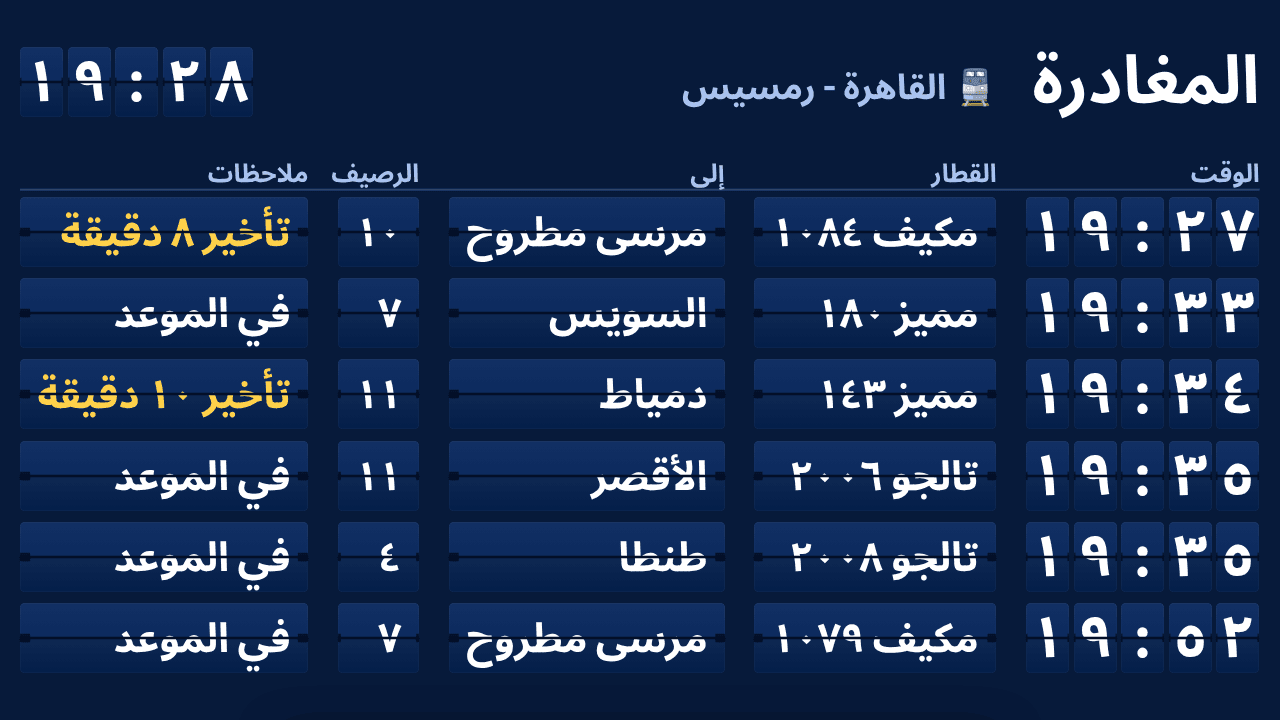 المغادرة
القاهرة - رمسيس
١٩:٢٨
الوقت القطار إلى الرصيف ملاحظات
١٩:٢٧ مكيف ١٠٨٤ مرسى مطروح ١٠ تأخير ٨ دقيقة
١٩:٣٣ مميز ١٨٠ السويس ٧ في الموعد
١٩:٣٤ مميز ١٤٣ دمياط ١١ تأخير ١٠ دقيقة
١٩:٣٥ تالجو ٢٠٠٦ الأقصر ١١ في الموعد
١٩:٣٥ تالجو ٢٠٠٨ طنطا ٤ في الموعد
١٩:٥٢ مكيف ١٠٧٩ مرسى مطروح ٧ في الموعد